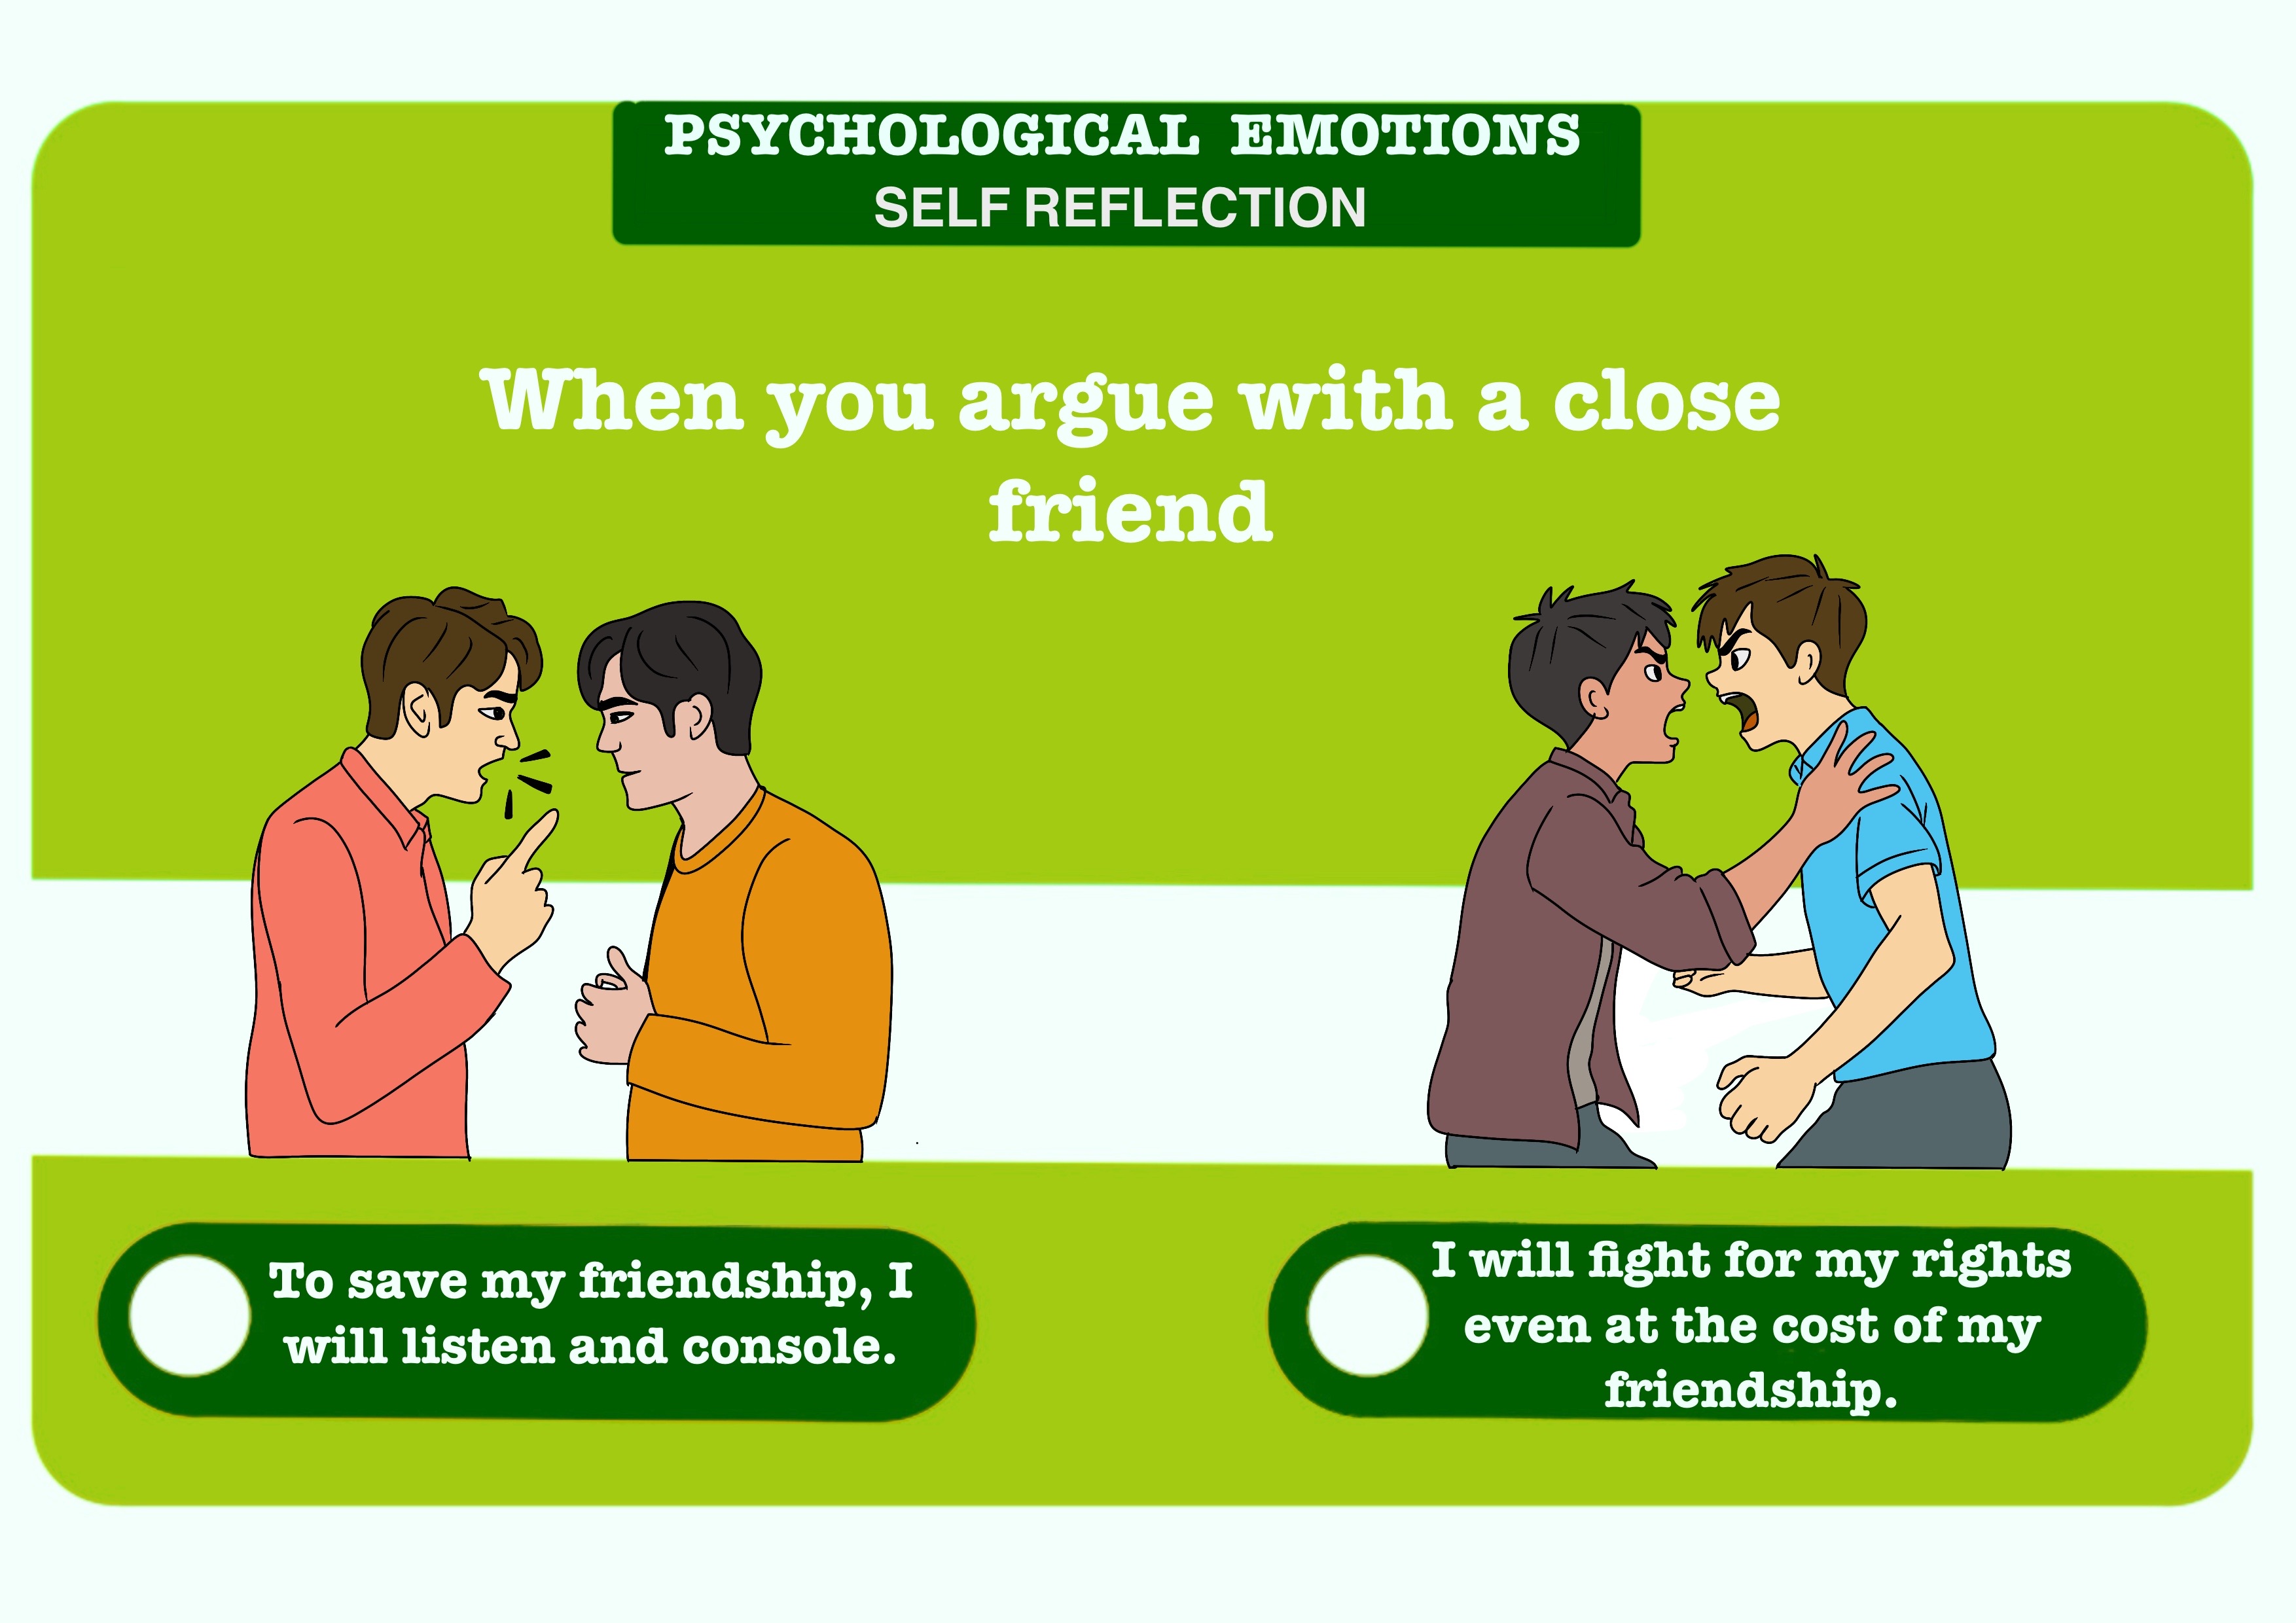 PSYCHOLOGICAL EMOTIONS
SELF REFLECTION
When you argue with a close
friend
To save my friendship, I
will listen and console.
I will fight for my rights
even at the cost of my
friendship.